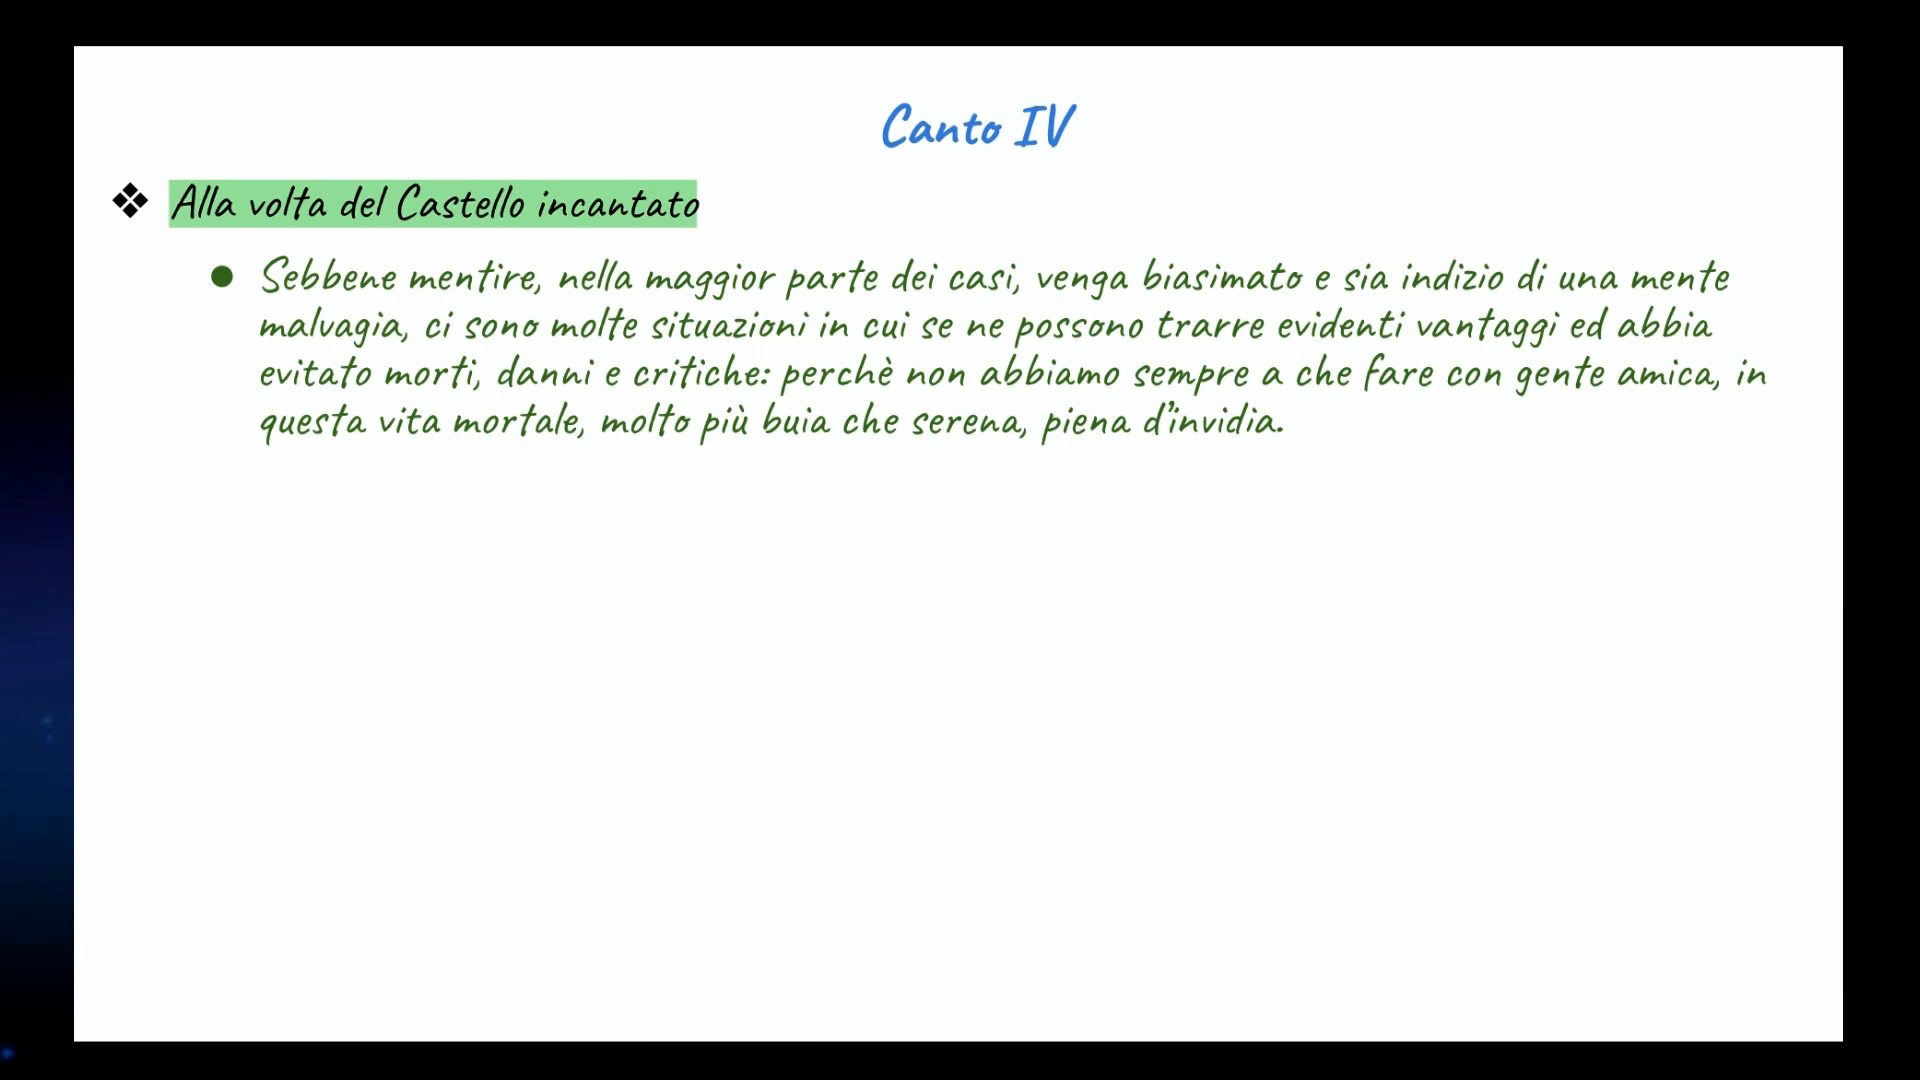 Canto IV
❖ Alla volta del Castello incantato
● Sebbene mentire, nella maggior parte dei casi, venga biasimato e sia indizio di una mente
malvagia, ci sono molte situazioni in cui se ne possono trarre evidenti vantaggi ed abbia
evitato morti, danni e critiche: perchè non abbiamo sempre a che fare con gente amica, in
questa vita mortale, molto più buia che serena, piena d'invidia.